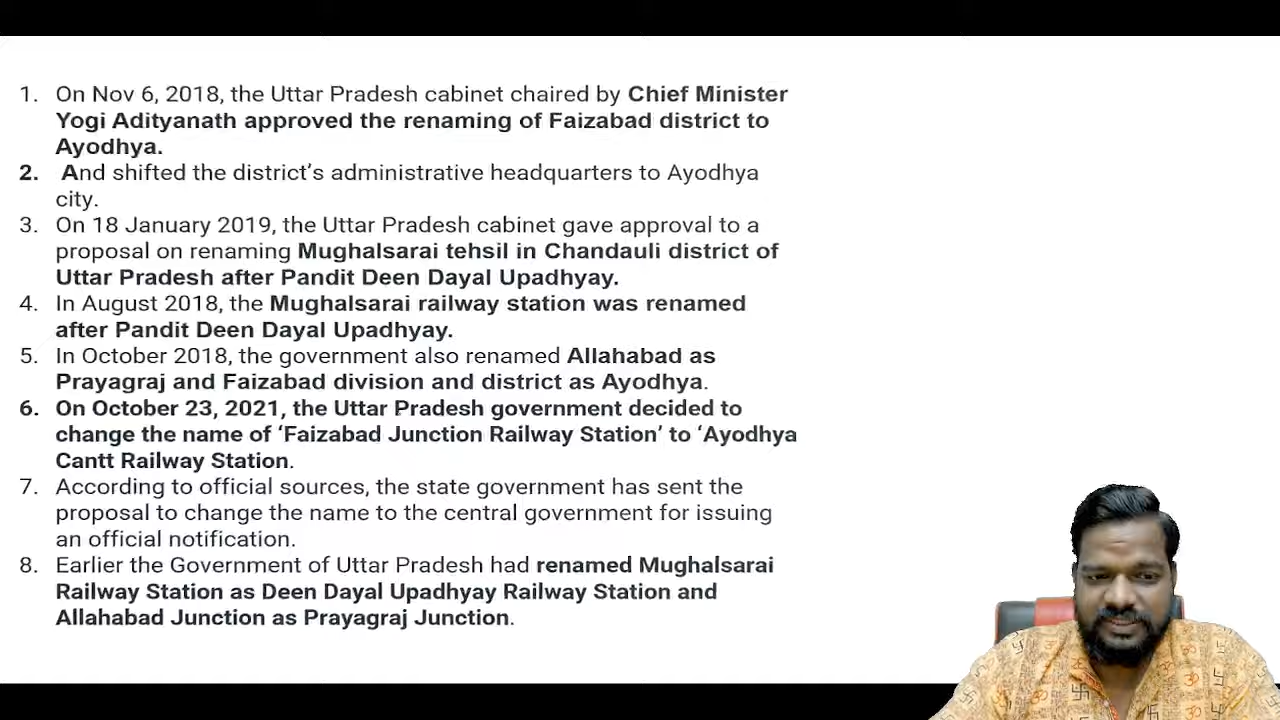 1. On Nov 6, 2018, the Uttar Pradesh cabinet chaired by Chief Minister
Yogi Adityanath approved the renaming of Faizabad district to
Ayodhya.
2. And shifted the district's administrative headquarters to Ayodhya
city.
3. On 18 January 2019, the Uttar Pradesh cabinet gave approval to a
proposal on renaming Mughalsarai tehsil in Chandauli district of
Uttar Pradesh after Pandit Deen Dayal Upadhyay.
4. In August 2018, the Mughalsarai railway station was renamed
after Pandit Deen Dayal Upadhyay.
5. In October 2018, the government also renamed Allahabad as
Prayagraj and Faizabad division and district as Ayodhya.
6. On October 23, 2021, the Uttar Pradesh government decided to
change the name of ‘Faizabad Junction Railway Station’ to ‘Ayodhya
Cantt Railway Station.
7. According to official sources, the state government has sent the
proposal to change the name to the central government for issuing
an official notification.
8. Earlier the Government of Uttar Pradesh had renamed Mughalsarai
Railway Station as Deen Dayal Upadhyay Railway Station and
Allahabad Junction as Prayagraj Junction.